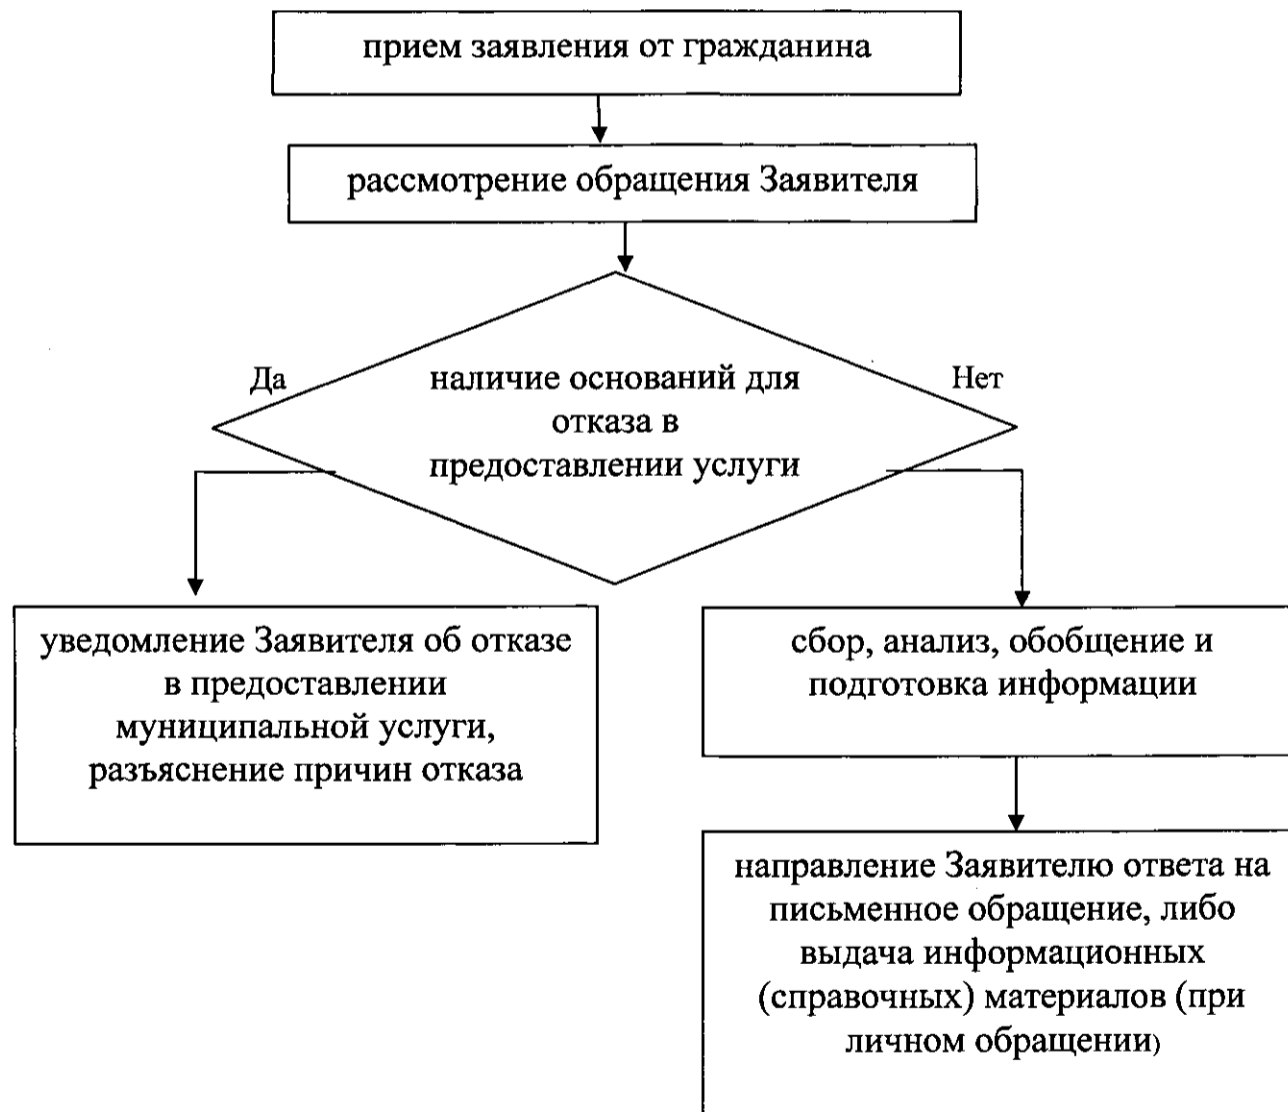 прием заявления от гражданина
рассмотрение обращения Заявителя
Да
наличие оснований для
отказа в
предоставлении услуги
Нет
уведомление Заявителя об отказе
в предоставлении
муниципальной услуги,
разъяснение причин отказа
сбор, анализ, обобщение и
подготовка информации
направление Заявителю ответа на
письменное обращение, либо
выдача информационных
(справочных) материалов (при
личном обращении)